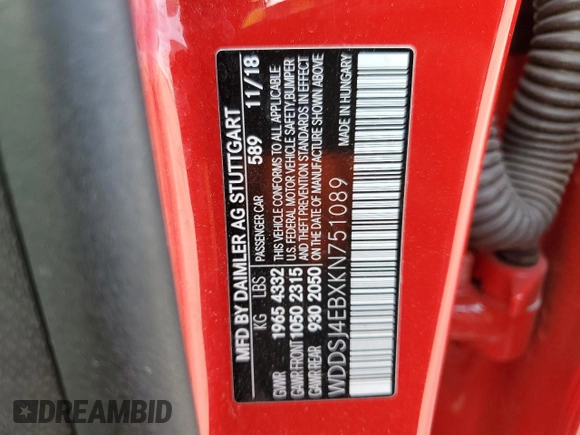 MFD BY DAIMLER AG STUTTGART
PASSENGER CAR 589 11/18
KG LBS
GVWR 1965 4332
GAWR FRONT 1050 2315
GAWR REAR 930 2050
THIS VEHICLE CONFORMS TO ALL APPLICABLE
U.S. FEDERAL MOTOR VEHICLE SAFETY, BUMPER
AND THEFT PREVENTION STANDARDS IN EFFECT
ON THE DATE OF MANUFACTURE SHOWN ABOVE
WDDSJ4EBXKN751089
MADE IN HUNGARY
DREAMBID